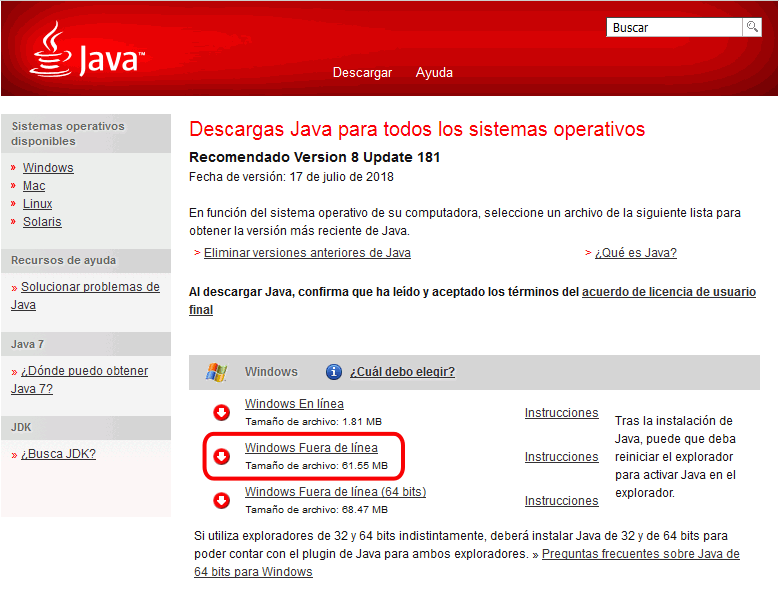 Java™
Buscar
Descargar Ayuda
Sistemas operativos
disponibles
» Windows
» Mac
» Linux
» Solaris
Recursos de ayuda
» Solucionar problemas de
Java
Java 7
» ¿Dónde puedo obtener
Java 7?
JDK
» ¿Busca JDK?
Descargas Java para todos los sistemas operativos
Recomendado Version 8 Update 181
Fecha de versión: 17 de julio de 2018
En función del sistema operativo de su computadora, seleccione un archivo de la siguiente lista para
obtener la versión más reciente de Java.
> Eliminar versiones anteriores de Java > ¿Qué es Java?
Al descargar Java, confirma que ha leído y aceptado los términos del acuerdo de licencia de usuario
final
Windows ¿Cuál debo elegir?
Windows En línea
Tamaño de archivo: 1.81 MB
Instrucciones
Windows Fuera de línea
Tamaño de archivo: 61.55 MB
Instrucciones
Windows Fuera de línea (64 bits)
Tamaño de archivo: 68.47 MB
Instrucciones
Tras la instalación de
Java, puede que deba
reiniciar el explorador
para activar Java en el
explorador.
Si utiliza exploradores de 32 y 64 bits indistintamente, deberá instalar Java de 32 y de 64 bits para
poder contar con el plugin de Java para ambos exploradores. » Preguntas frecuentes sobre Java de
64 bits para Windows